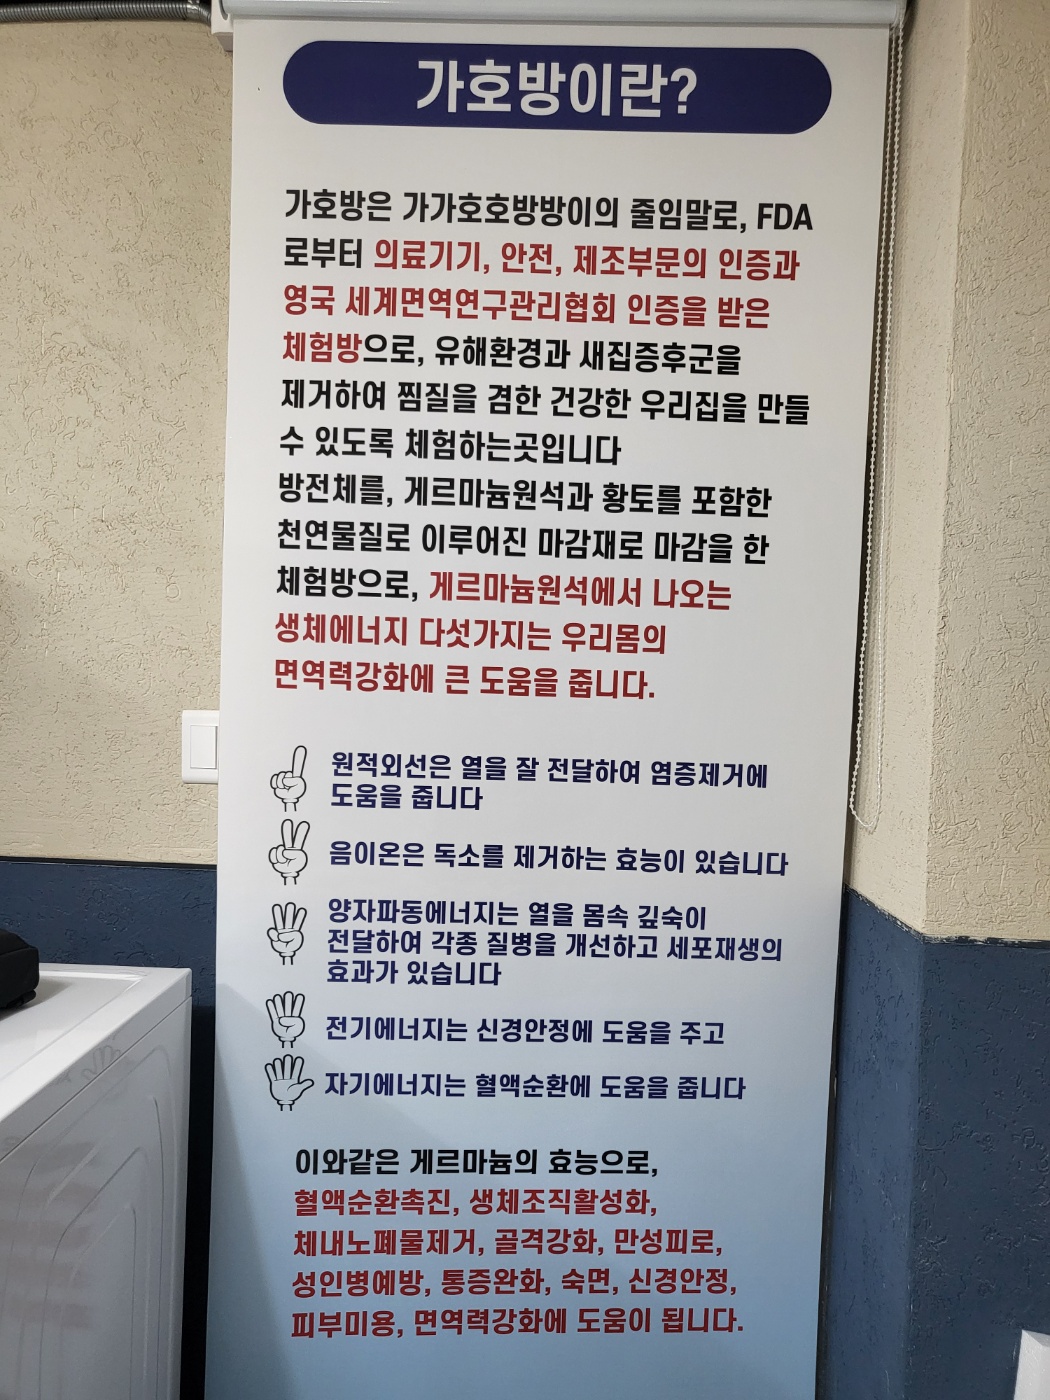 가호방이란?
가호방은 가가호호방방이의 줄임말로, FDA
로부터 의료기기, 안전, 제조부문의 인증과
영국 세계면역연구관리협회 인증을 받은
체험방으로, 유해환경과 새집증후군을
제거하여 찜질을 겸한 건강한 우리집을 만들
수 있도록 체험하는곳입니다
방전체를, 게르마늄원석과 황토를 포함한
천연물질로 이루어진 마감재로 마감을 한
체험방으로, 게르마늄원석에서 나오는
생체에너지 다섯가지는 우리몸의
면역력강화에 큰 도움을 줍니다.
원적외선은 열을 잘 전달하여 염증제거에
도움을 줍니다
음이온은 독소를 제거하는 효능이 있습니다
양자파동에너지는 열을 몸속 깊숙이
전달하여 각종 질병을 개선하고 세포재생의
효과가 있습니다
전기에너지는 신경안정에 도움을 주고
자기에너지는 혈액순환에 도움을 줍니다
이와같은 게르마늄의 효능으로,
혈액순환촉진, 생체조직활성화,
체내노폐물제거, 골격강화, 만성피로,
성인병예방, 통증완화, 숙면, 신경안정,
피부미용, 면역력강화에 도움이 됩니다.